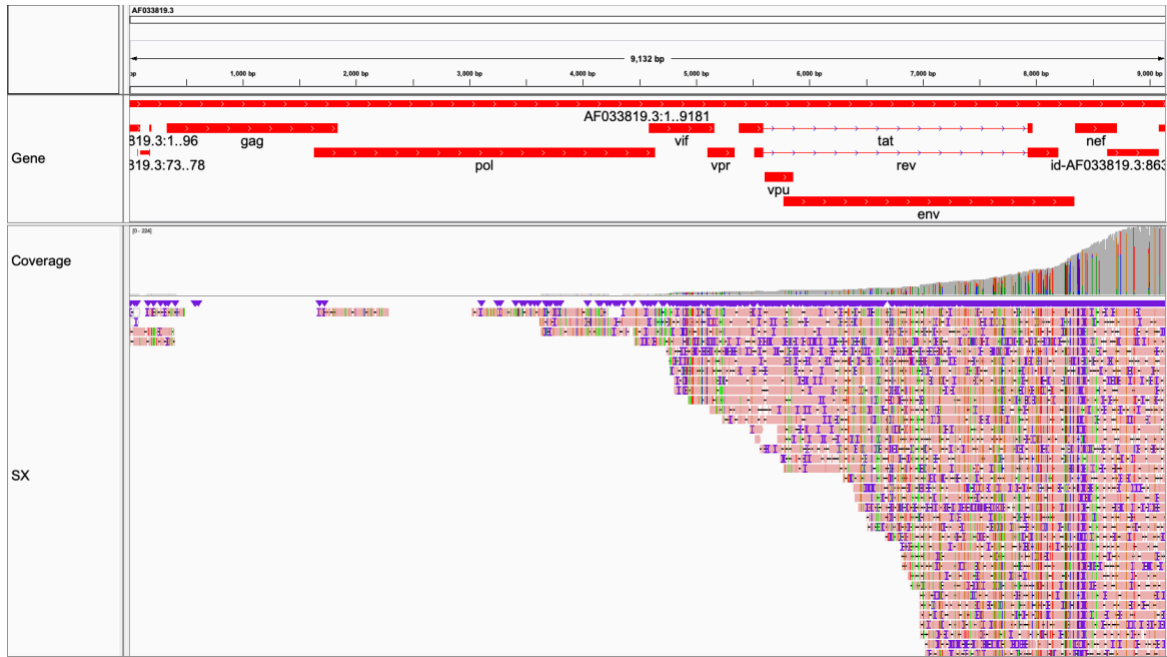 AF033819.3
9,132 bp
bp 1,000 bp 2,000 bp 3,000 bp 4,000 bp 5,000 bp 6,000 bp 7,000 bp 8,000 bp 9,000 bp
Gene
AF033819.3:1..9181
819.3:1..96 gag vif tat nef
319.3:73..78 pol vpr rev id-AF033819.3:863
vpu
env
Coverage
[0 - 224]
SX